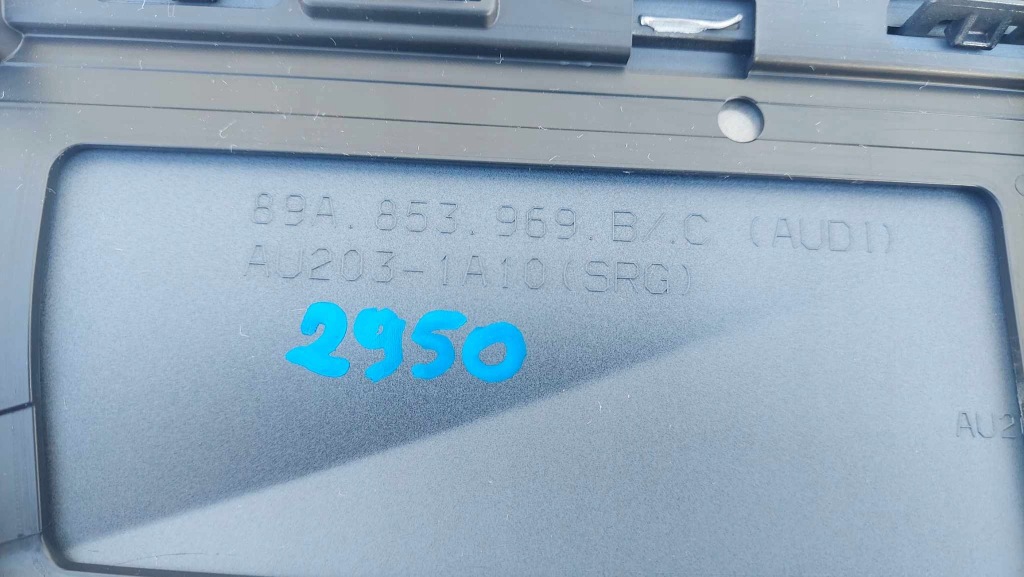 89A.853.969.B/.C (AUDI)
AU203-1A10(SRG)
2950
AU2